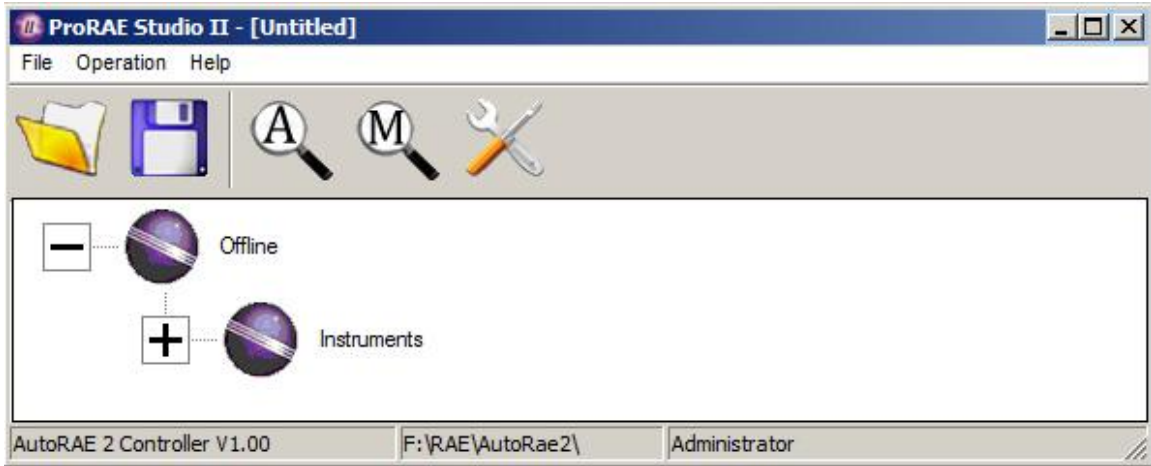 ProRAE Studio II - [Untitled]
File Operation Help
A M
Offline
Instruments
AutoRAE 2 Controller V1.00 F:\RAE\AutoRae2\ Administrator